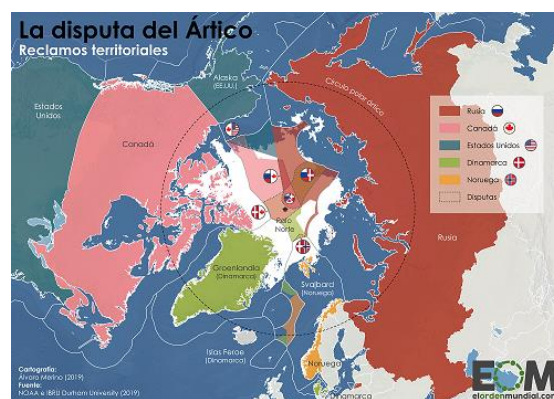 La disputa del Ártico
Reclamos territoriales
Alaska
(EE.UU.)
Círculo polar ártico
Estados
Unidos
Canadá
Rusia
Canadá
Estados Unidos
Dinamarca
Noruega
Disputas
Polo
Norte
Rusia
Groenlandia
(Dinamarca)
Svalbard
(Noruega)
Islas Feroe
(Dinamarca)
Noruega
Dinamarca
Cartografía:
Álvaro Merino (2019)
Fuente:
NOAA e IBRU Durham University (2019)
EOM
elordenmundial.com